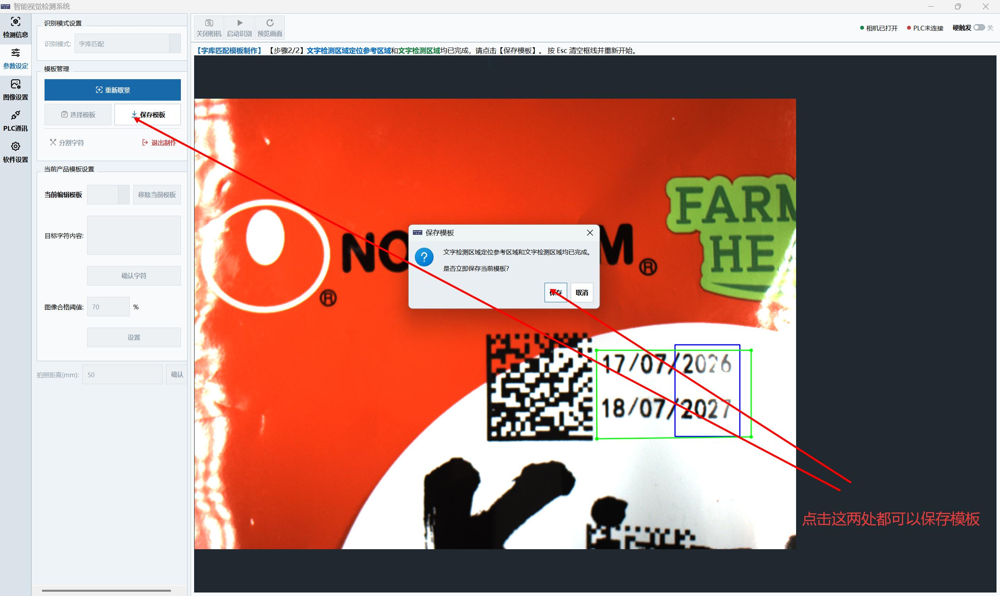 智能视觉检测系统
检测信息
参数设定
图像设置
PLC通讯
软件设置
识别模式设置
识别模式: 字库匹配
模板管理
重新取景
选择模板 保存模板
分割字符 退出制作
当前产品模板设置
当前编辑模板 移除当前模板
目标字符内容:
确认字符
图像合格阈值: 70 %
设置
拍照距离(mm): 50 确认
关闭相机 启动识别 预览画面
相机已打开 PLC未连接 硬触发 关
【字库匹配模板制作】 【步骤2/2】文字检测区域定位参考区域和文字检测区域均已完成，请点击【保存模板】。 按 Esc 清空框线并重新开始。
FARM
HE
NO M®
®
保存模板
文字检测区域定位参考区域和文字检测区域均已完成。
是否立即保存当前模板?
保存 取消
17/07/2026
18/07/2027
Ki
点击这两处都可以保存模板